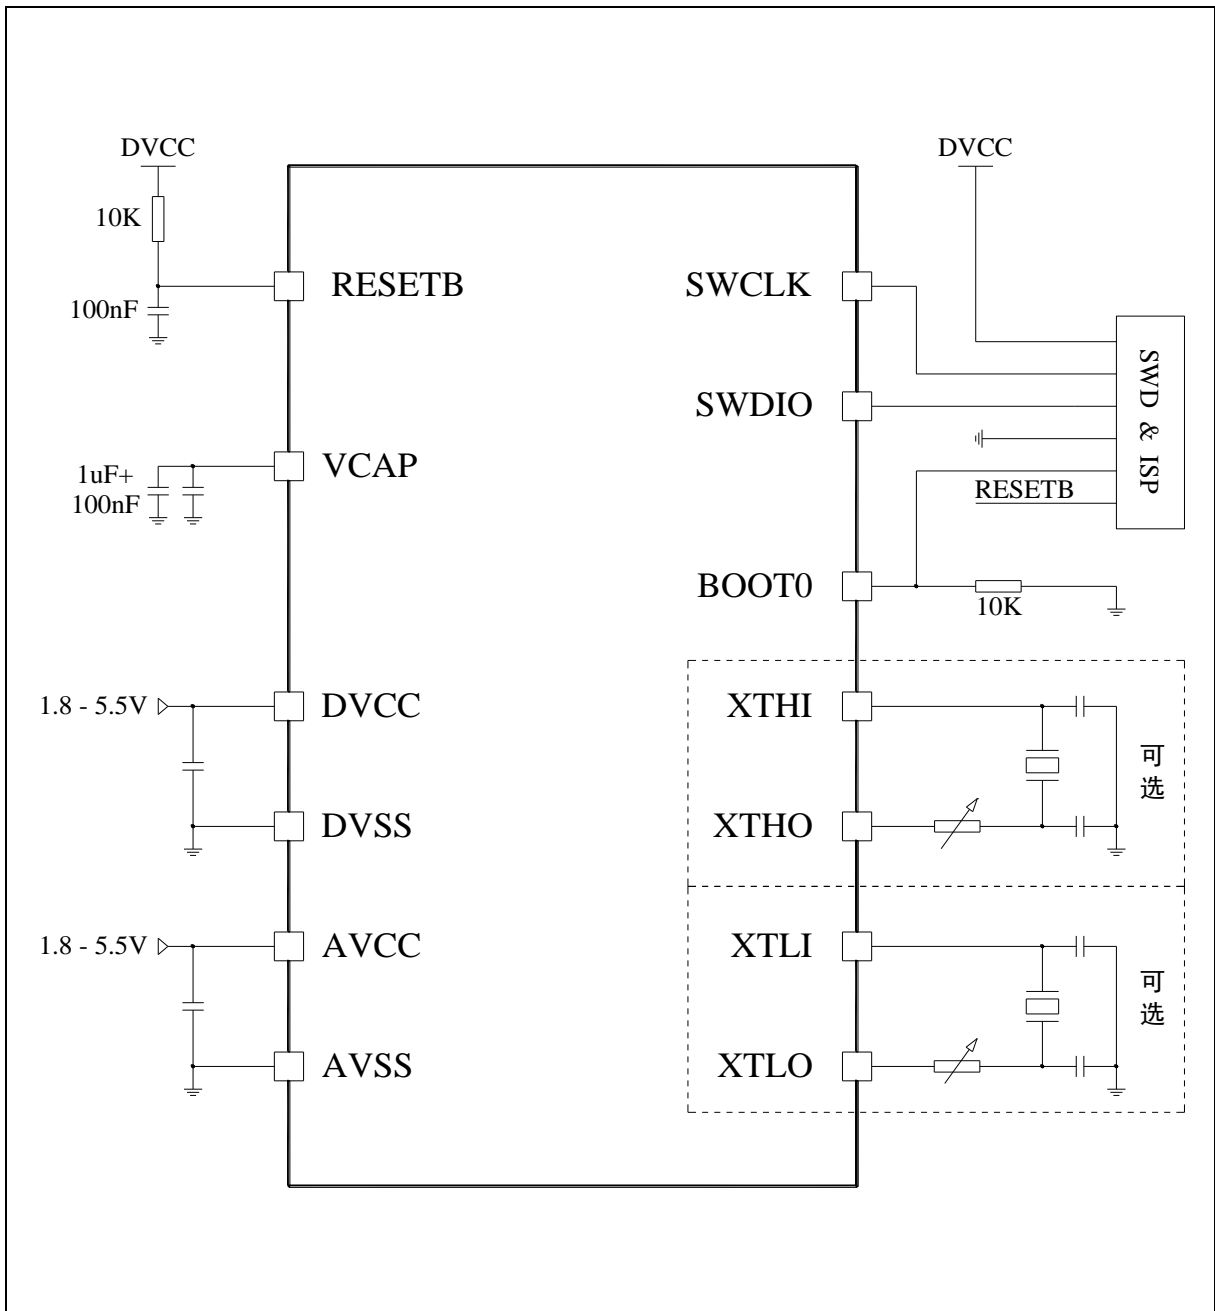 DVCC
DVCC
10K
RESETB
SWCLK
100nF
SWD & ISP
SWDIO
VCAP
1uF+
100nF
RESETB
BOOT0
10K
1.8 - 5.5V
DVCC
XTHI
可
选
DVSS
XTHO
1.8 - 5.5V
AVCC
XTLI
可
选
AVSS
XTLO